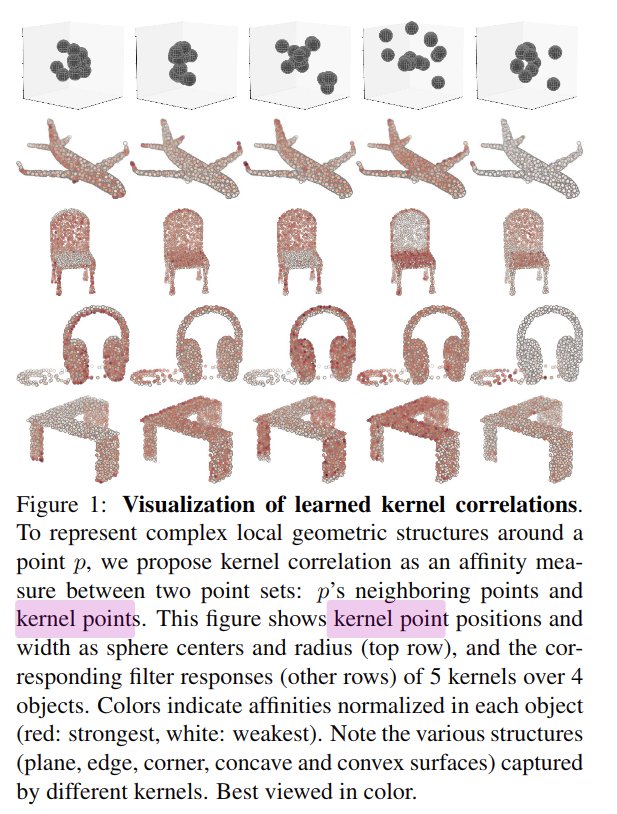 Figure 1: Visualization of learned kernel correlations.
To represent complex local geometric structures around a
point p, we propose kernel correlation as an affinity mea-
sure between two point sets: p's neighboring points and
kernel points. This figure shows kernel point positions and
width as sphere centers and radius (top row), and the cor-
responding filter responses (other rows) of 5 kernels over 4
objects. Colors indicate affinities normalized in each object
(red: strongest, white: weakest). Note the various structures
(plane, edge, corner, concave and convex surfaces) captured
by different kernels. Best viewed in color.